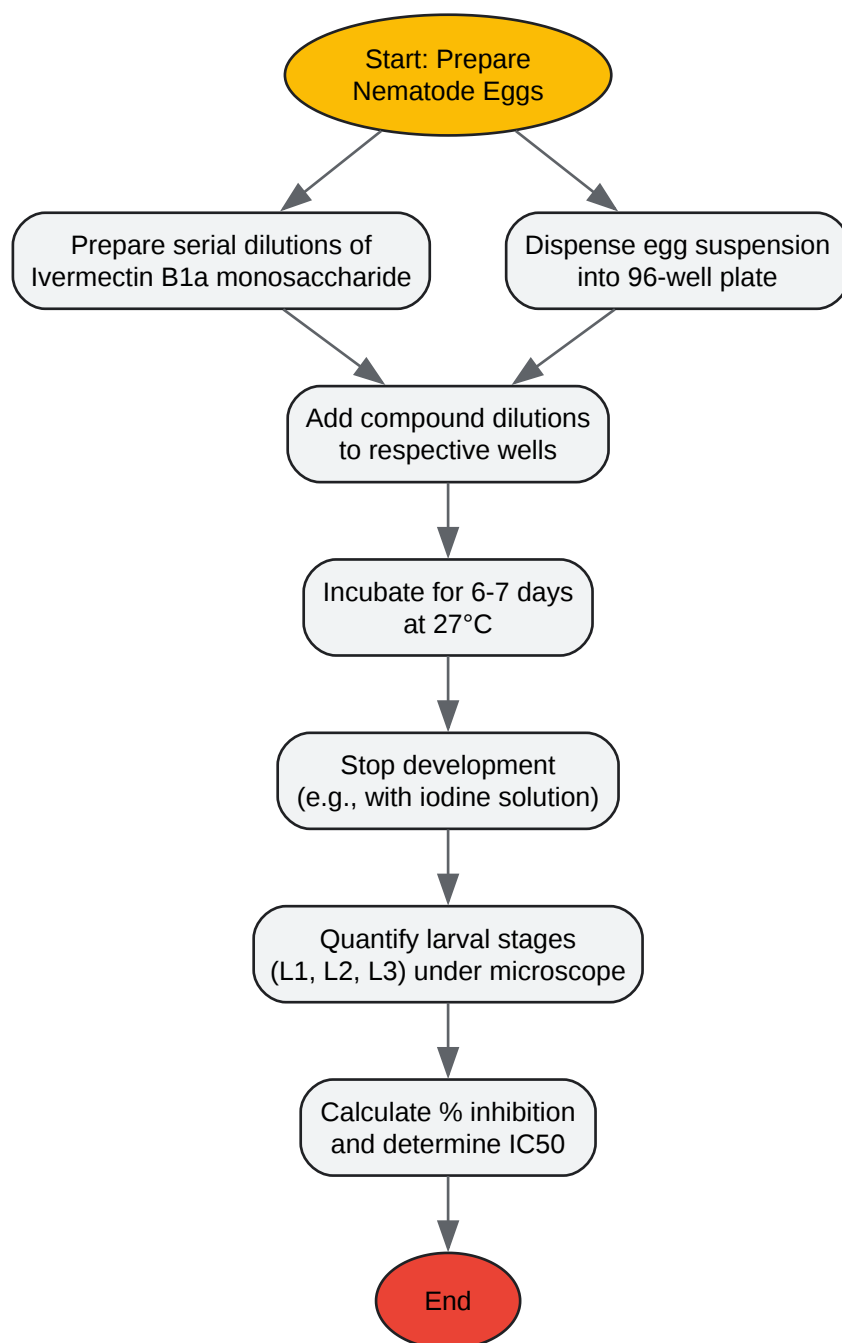 Start: Prepare
Nematode Eggs
Prepare serial dilutions of
Ivermectin B1a monosaccharide
Dispense egg suspension
into 96-well plate
Add compound dilutions
to respective wells
Incubate for 6-7 days
at 27°C
Stop development
(e.g., with iodine solution)
Quantify larval stages
(L1, L2, L3) under microscope
Calculate % inhibition
and determine IC50
End